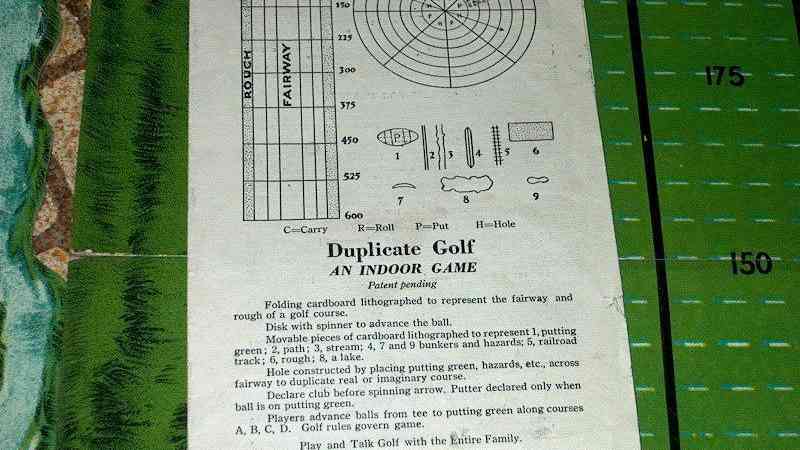 150
225
ROUGH
FAIRWAY
300
375
450
P
1
2
3
4
5
6
525
7
8
9
600
C=Carry R=Roll P=Put H=Hole
Duplicate Golf
AN INDOOR GAME
Patent pending
Folding cardboard lithographed to represent the fairway and
rough of a golf course.
Disk with spinner to advance the ball.
Movable pieces of cardboard lithographed to represent 1, putting
green; 2, path; 3, stream; 4, 7 and 9 bunkers and hazards; 5, railroad
track; 6, rough; 8, a lake.
Hole constructed by placing putting green, hazards, etc., across
fairway to duplicate real or imaginary course.
Declare club before spinning arrow. Putter declared only when
ball is on putting green.
Players advance balls from tee to putting green along courses
A, B, C, D. Golf rules govern game.
Play and Talk Golf with the Entire Family.
175
150